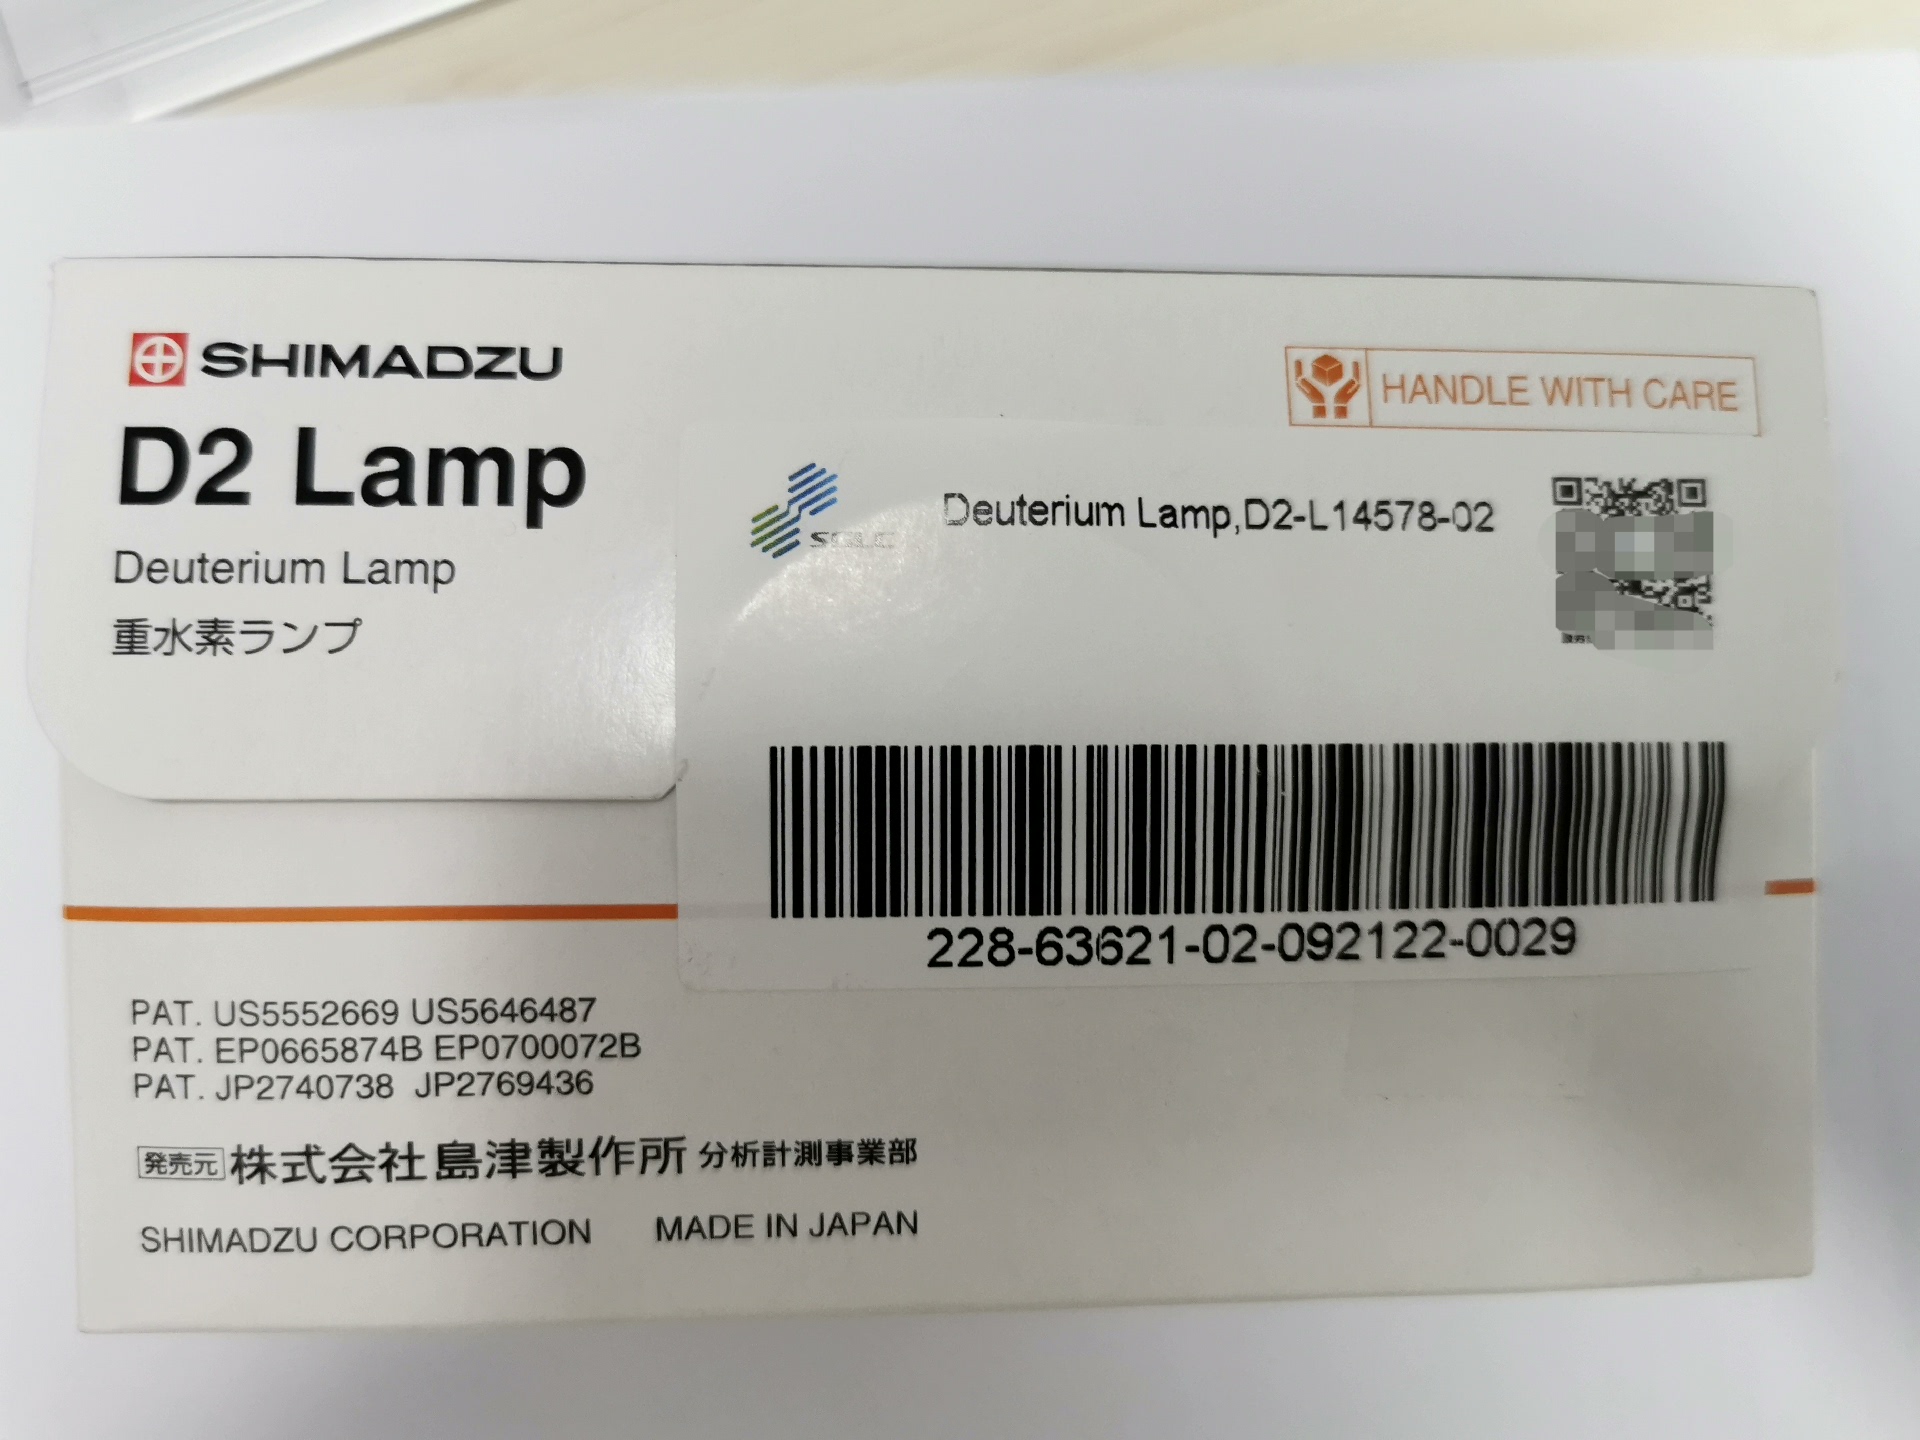 SHIMADZU
D2 Lamp
Deuterium Lamp
重水素ランプ
HANDLE WITH CARE
Deuterium Lamp,D2-L14578-02
228-63621-02-092122-0029
PAT. US5552669 US5646487
PAT. EP0665874B EP0700072B
PAT. JP2740738 JP2769436
発売元 株式会社 島津製作所 分析計測事業部
SHIMADZU CORPORATION MADE IN JAPAN